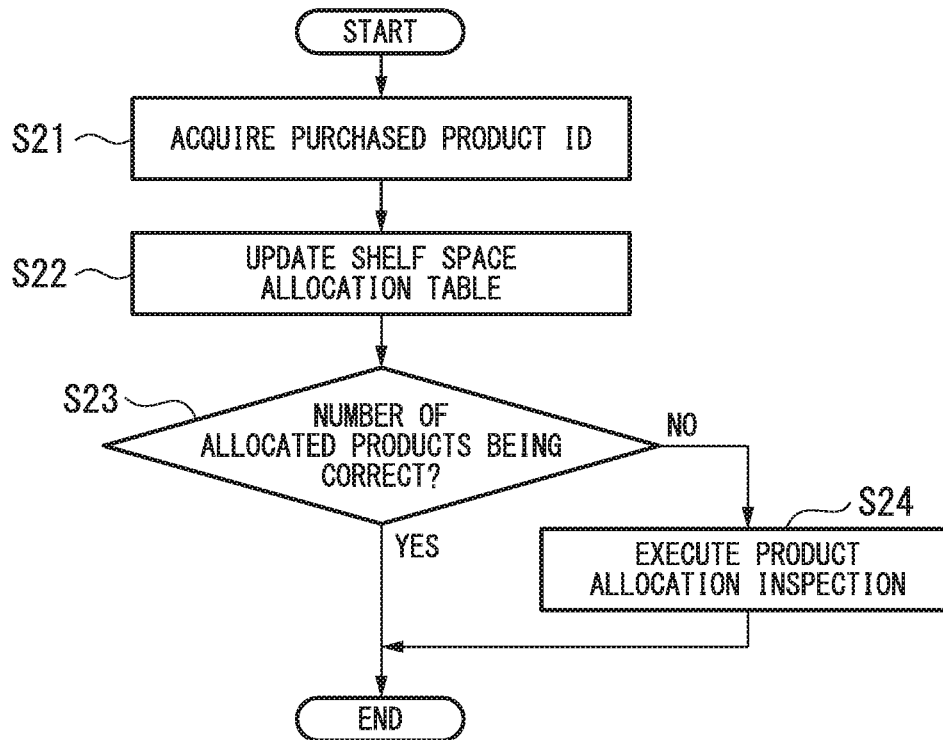 START
S21
ACQUIRE PURCHASED PRODUCT ID
S22
UPDATE SHELF SPACE
ALLOCATION TABLE
S23
NUMBER OF
ALLOCATED PRODUCTS BEING
CORRECT?
NO
YES
S24
EXECUTE PRODUCT
ALLOCATION INSPECTION
END